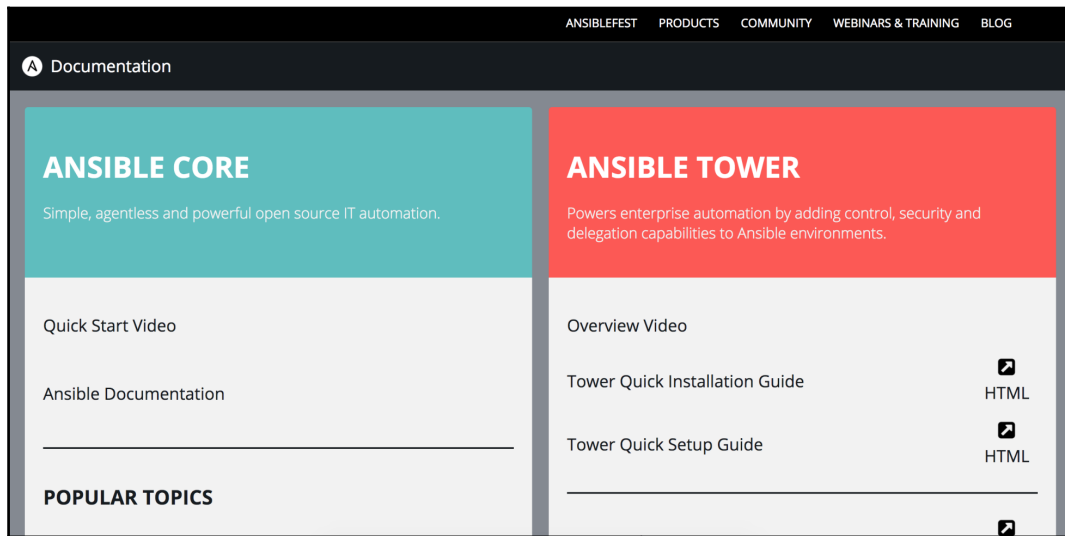 ANSIBLEFEST PRODUCTS COMMUNITY WEBINARS & TRAINING BLOG
A Documentation
ANSIBLE CORE
Simple, agentless and powerful open source IT automation.
Quick Start Video
Ansible Documentation
POPULAR TOPICS
ANSIBLE TOWER
Powers enterprise automation by adding control, security and
delegation capabilities to Ansible environments.
Overview Video
Tower Quick Installation Guide
HTML
Tower Quick Setup Guide
HTML